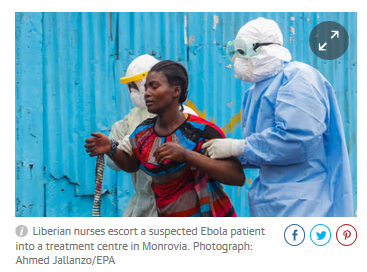 Liberian nurses escort a suspected Ebola patient
into a treatment centre in Monrovia. Photograph:
Ahmed Jallanzo/EPA